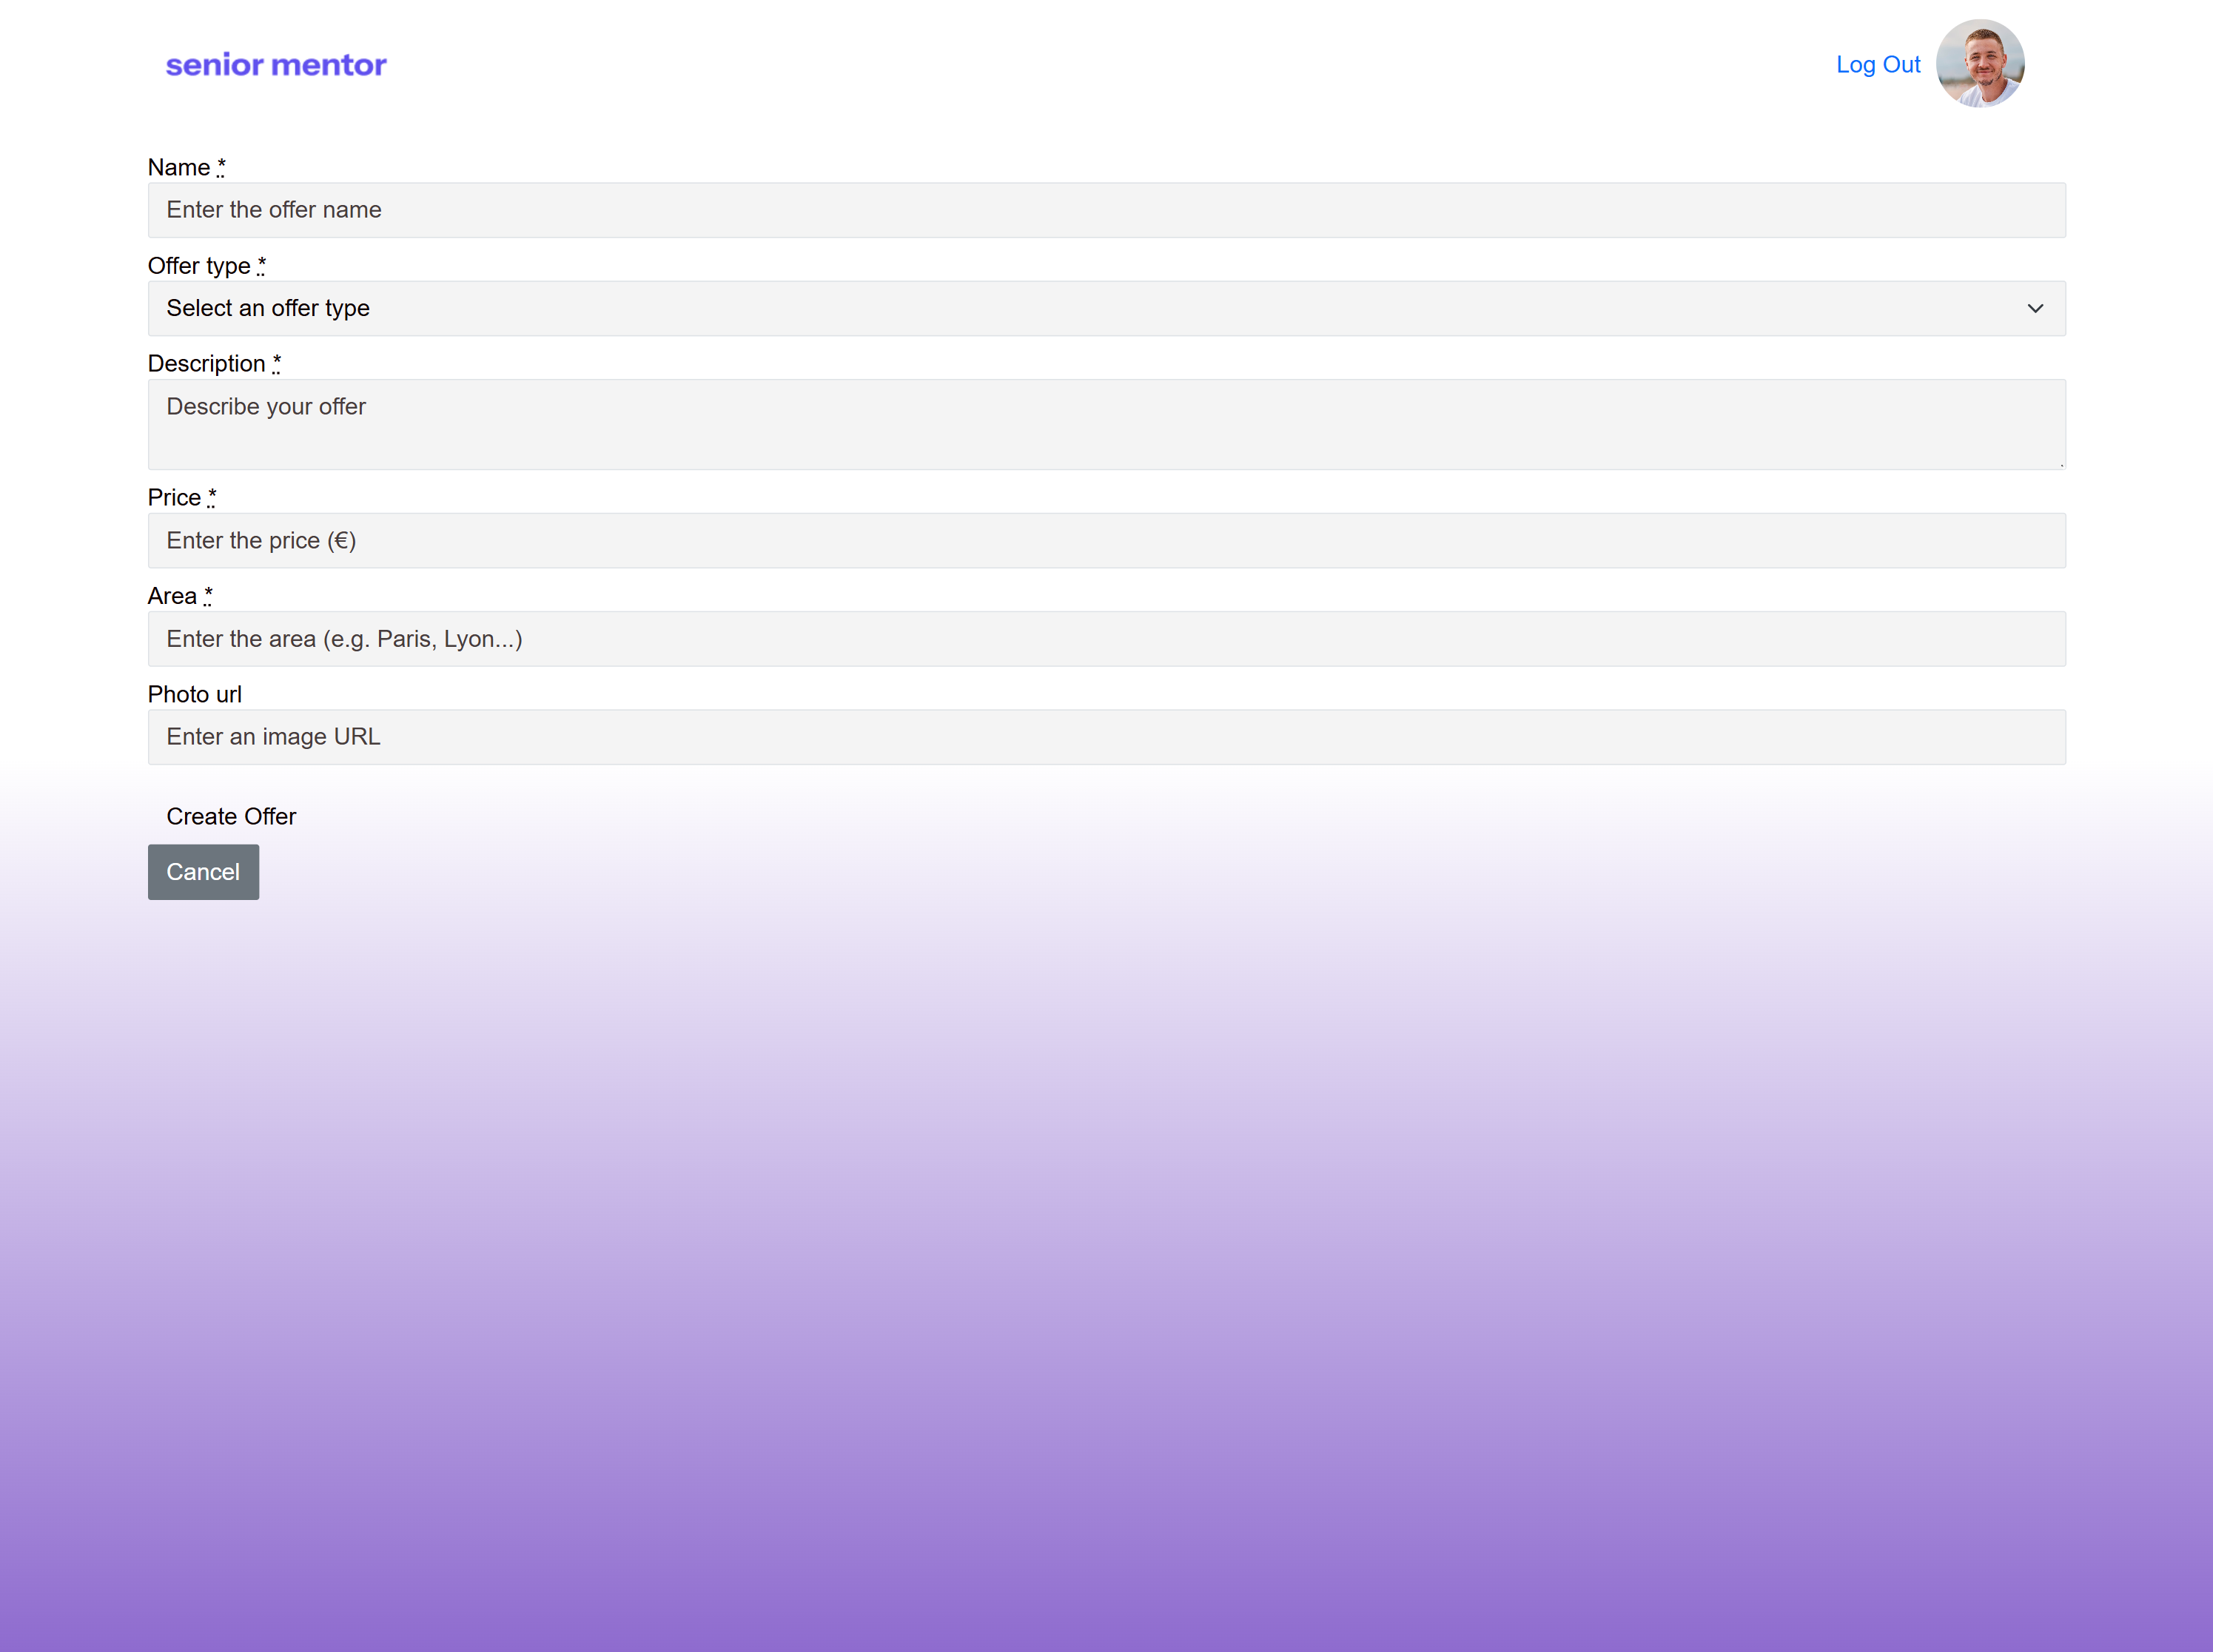 senior mentor
Log Out
Name *
Enter the offer name
Offer type *
Select an offer type
Description *
Describe your offer
Price *
Enter the price (€)
Area *
Enter the area (e.g. Paris, Lyon...)
Photo url
Enter an image URL
Create Offer
Cancel